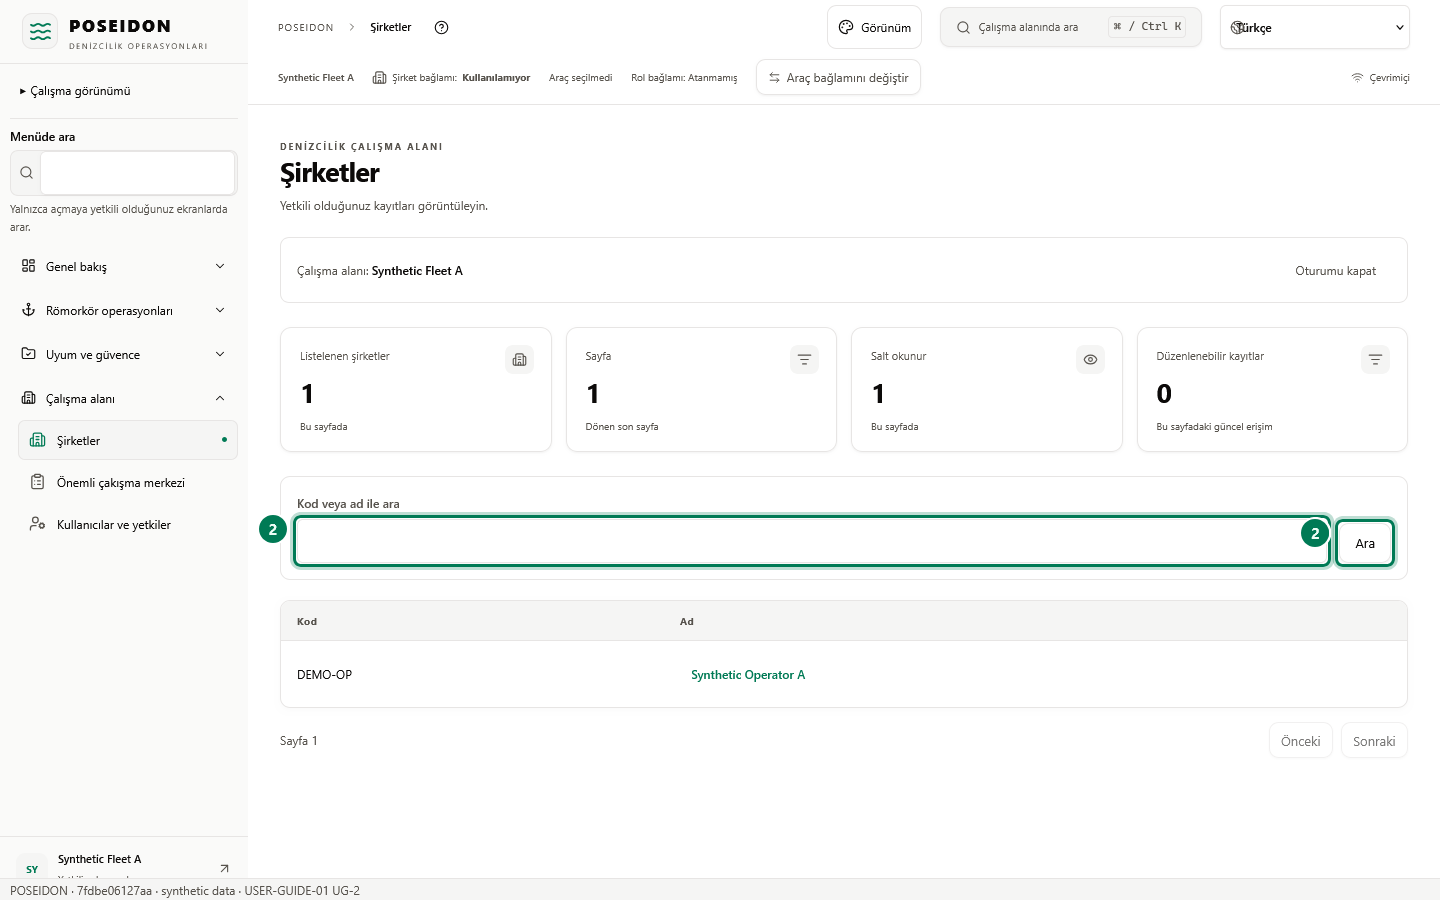 POSEIDON
DENİZCİLİK OPERASYONLARI
Çalışma görünümü
Menüde ara
Yalnızca açmaya yetkili olduğunuz ekranlarda
arar.
Genel bakış
Römorkör operasyonları
Uyum ve güvence
Çalışma alanı
Şirketler
Önemli çakışma merkezi
Kullanıcılar ve yetkiler
SY
Synthetic Fleet A
POSEIDON
Şirketler
Görünüm
Çalışma alanında ara
⌘ / Ctrl K
Türkçe
Synthetic Fleet A
Şirket bağlamı: Kullanılamıyor
Araç seçilmedi
Rol bağlamı: Atanmamış
Araç bağlamını değiştir
Çevrimiçi
DENİZCİLİK ÇALIŞMA ALANI
Şirketler
Yetkili olduğunuz kayıtları görüntüleyin.
Çalışma alanı: Synthetic Fleet A
Oturumu kapat
Listelenen şirketler
1
Bu sayfada
Sayfa
1
Dönen son sayfa
Salt okunur
1
Bu sayfada
Düzenlenebilir kayıtlar
0
Bu sayfadaki güncel erişim
Kod veya ad ile ara
2
2
Ara
Kod
Ad
DEMO-OP
Synthetic Operator A
Sayfa 1
Önceki
Sonraki
POSEIDON · 7fdbe06127aa · synthetic data · USER-GUIDE-01 UG-2